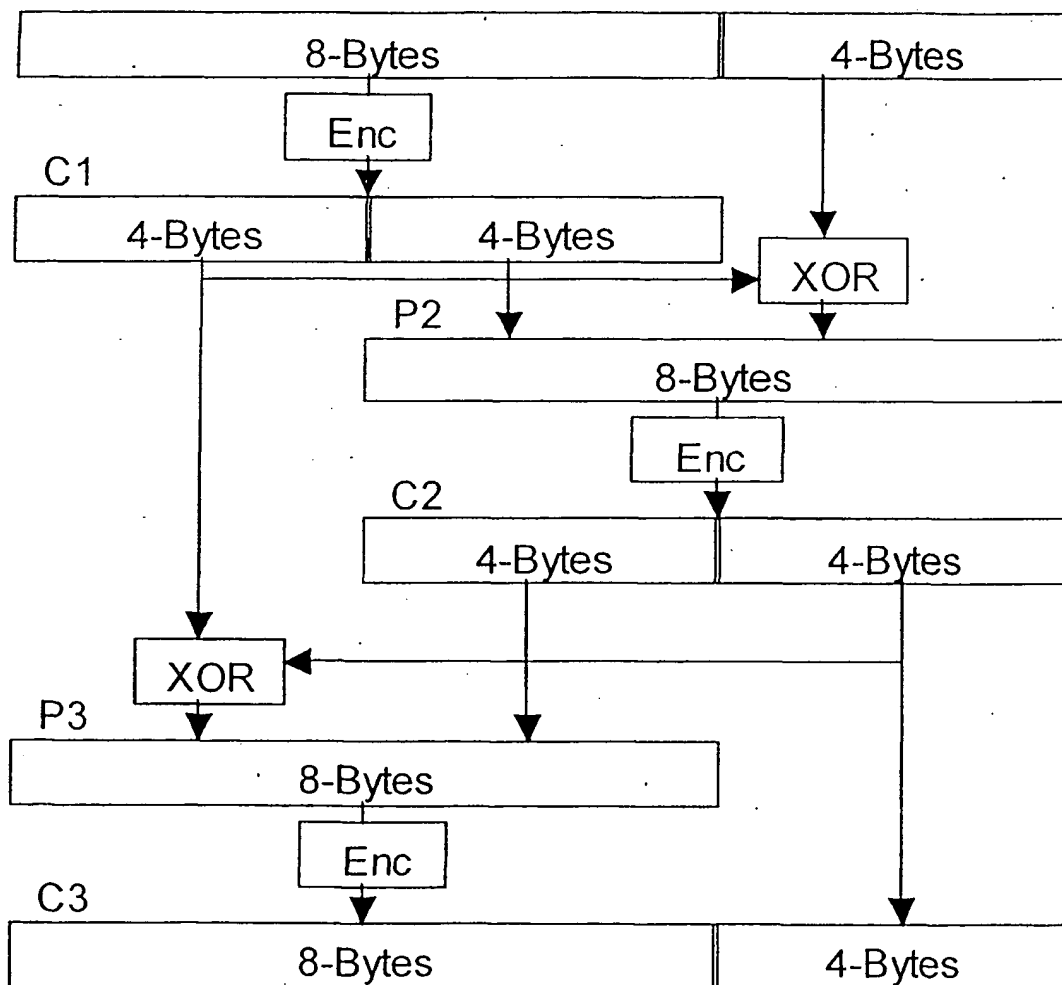 8-Bytes 4-Bytes
Enc
C1
4-Bytes 4-Bytes
XOR
P2
8-Bytes
Enc
C2
4-Bytes 4-Bytes
XOR
P3
8-Bytes
Enc
C3
8-Bytes 4-Bytes